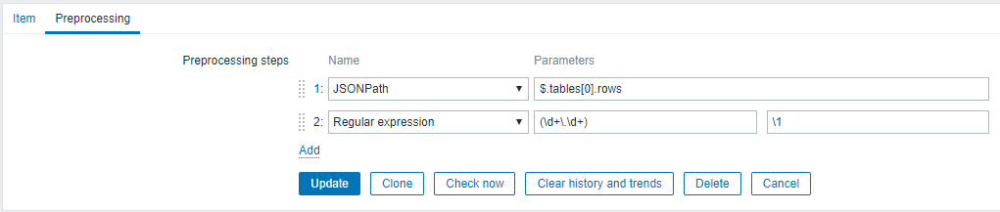 Item Preprocessing
Preprocessing steps Name Parameters
1: JSONPath $.tables[0].rows
2: Regular expression (\d+\.\d+) \1
Add
Update Clone Check now Clear history and trends Delete Cancel